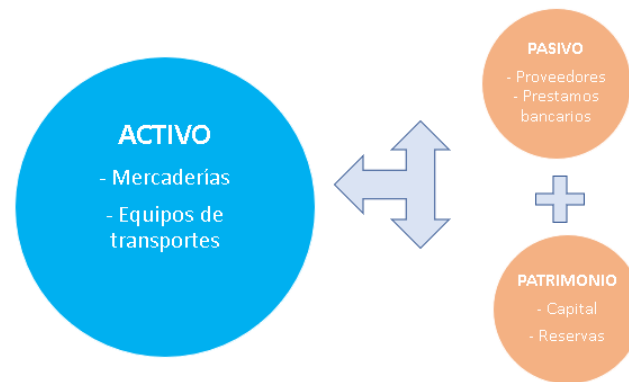 ACTIVO
- Mercaderías
- Equipos de
transportes
PASIVO
- Proveedores
- Prestamos
bancarios
PATRIMONIO
- Capital
- Reservas